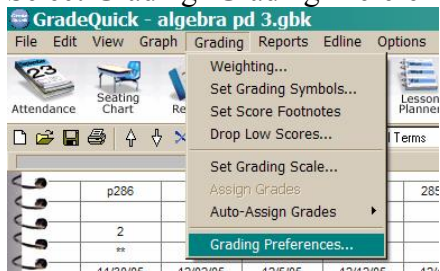 GradeQuick - algebra pd 3.gbk
File Edit View Graph Grading Reports Edline Options
Attendance
Seating Chart
Lesson Planner
Weighting...
Set Grading Symbols...
Set Score Footnotes
Drop Low Scores...
Set Grading Scale...
Assign Grades
Auto-Assign Grades
Grading Preferences...
Terms
p286
285
2
**